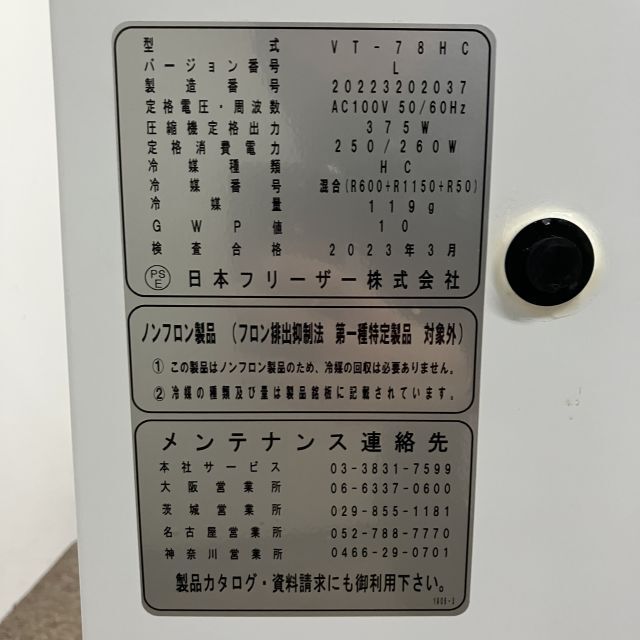 型式 VT-78HC
バージョン番号 L
製造番号 20223202037
定格電圧・周波数 AC100V 50/60Hz
圧縮機定格出力 375W
定格消費電力 250/260W
冷媒種類 HC
冷媒番号 混合(R600+R1150+R50)
冷媒量 119g
GWP値 10
検査合格 2023年3月
PSE 日本フリーザー株式会社
ノンフロン製品 (フロン排出抑制法 第一種特定製品 対象外)
① この製品はノンフロン製品のため、冷媒の回収は必要ありません。
② 冷媒の種類及び量は製品銘板に記載されています。
メンテナンス連絡先
本社サービス 03-3831-7599
大阪営業所 06-6337-0600
茨城営業所 029-855-1181
名古屋営業所 052-788-7770
神奈川営業所 0466-29-0701
製品カタログ・資料請求にも御利用下さい。